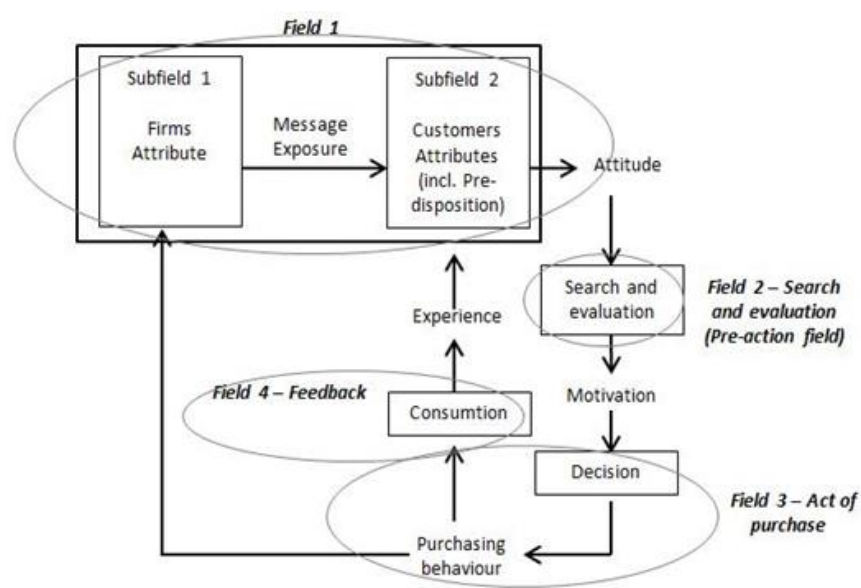 Field 1
Subfield 1
Firms
Attribute
Message
Exposure
Subfield 2
Customers
Attributes
(incl. Pre-
disposition)
Attitude
Search and
evaluation
Field 2 – Search
and evaluation
(Pre-action field)
Experience
Field 4 – Feedback
Consumtion
Motivation
Decision
Field 3 – Act of
purchase
Purchasing
behaviour